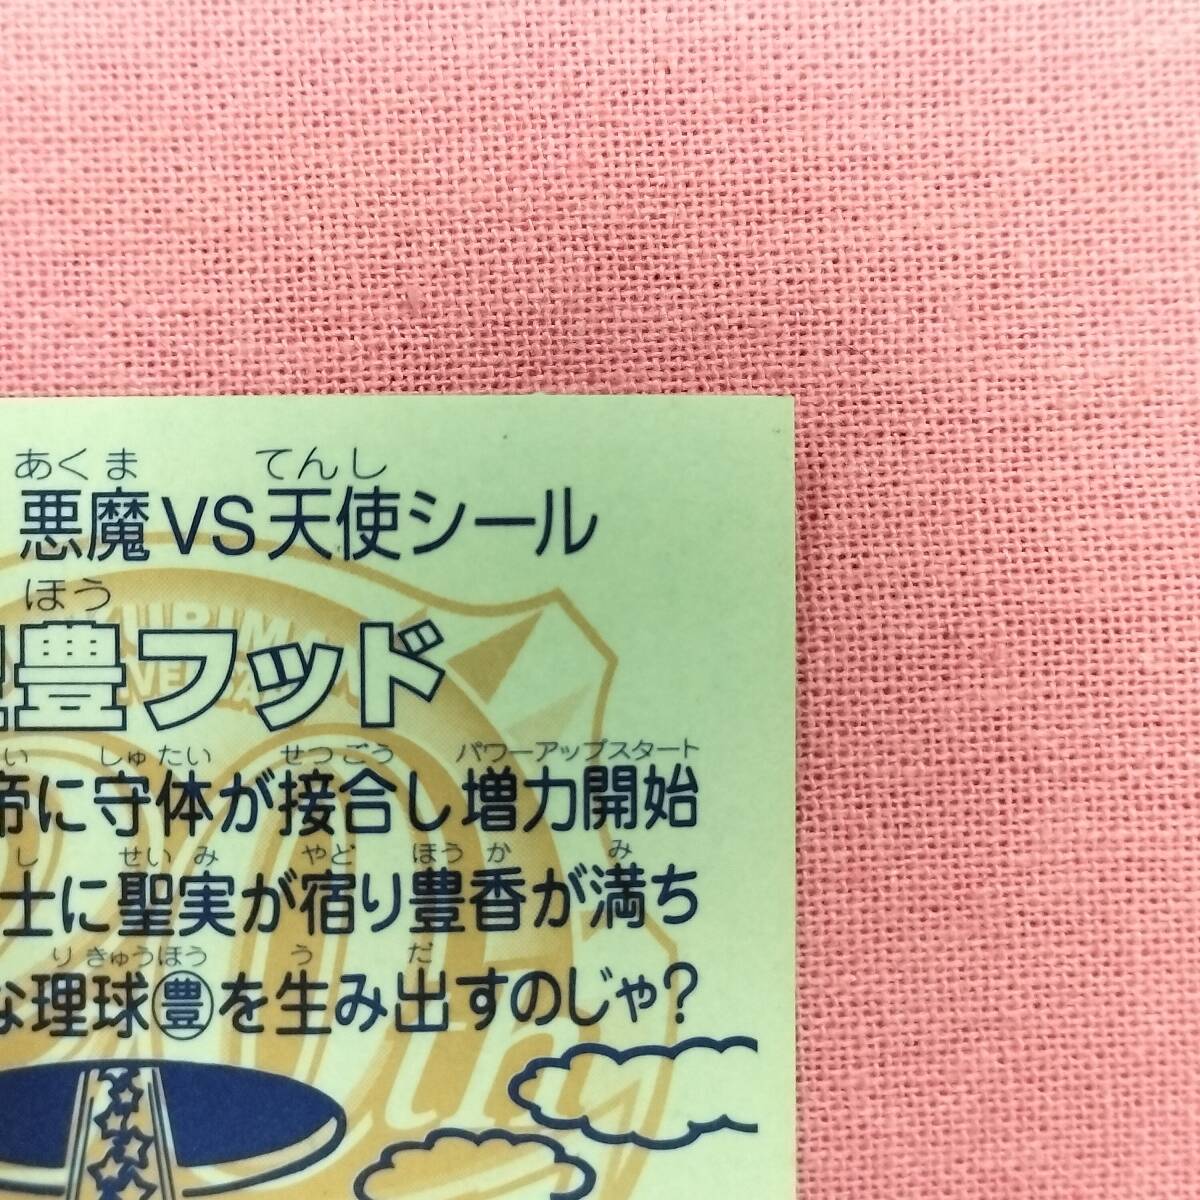 あくま てんし
悪魔VS天使シール
ほう
豊フッド
い しゅたい せつごう パワーアップスタート
帝に守体が接合し増力開始
し せいみ やど ほうか み
士に聖実が宿り豊香が満ち
りきゅうほう う だ
な理球豊を生み出すのじゃ?